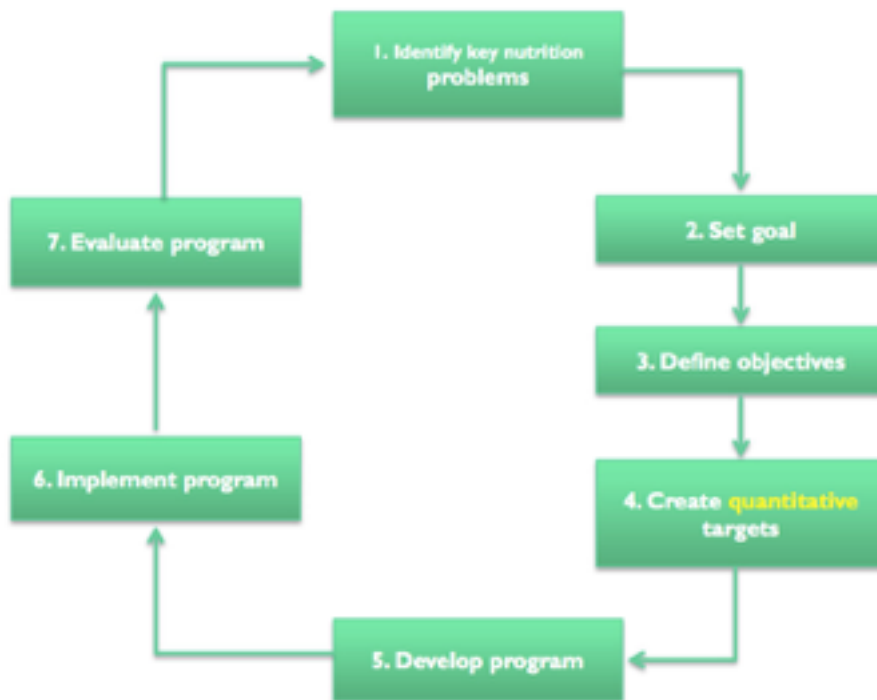 1. Identify key nutrition
problems
2. Set goal
3. Define objectives
4. Create quantitative
targets
5. Develop program
6. Implement program
7. Evaluate program